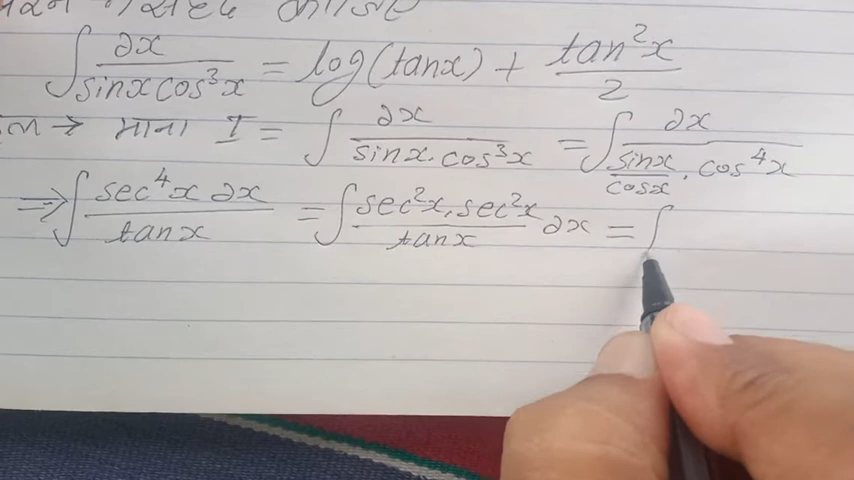 ∫ ∂x / sinx cos³x = log(tanx) + tan²x / 2
→ माना I = ∫ ∂x / sinx . cos³x = ∫ ∂x / (sinx / cosx) . cos⁴x
⇒ ∫ sec⁴x ∂x / tanx = ∫ sec²x . sec²x / tanx ∂x = ∫